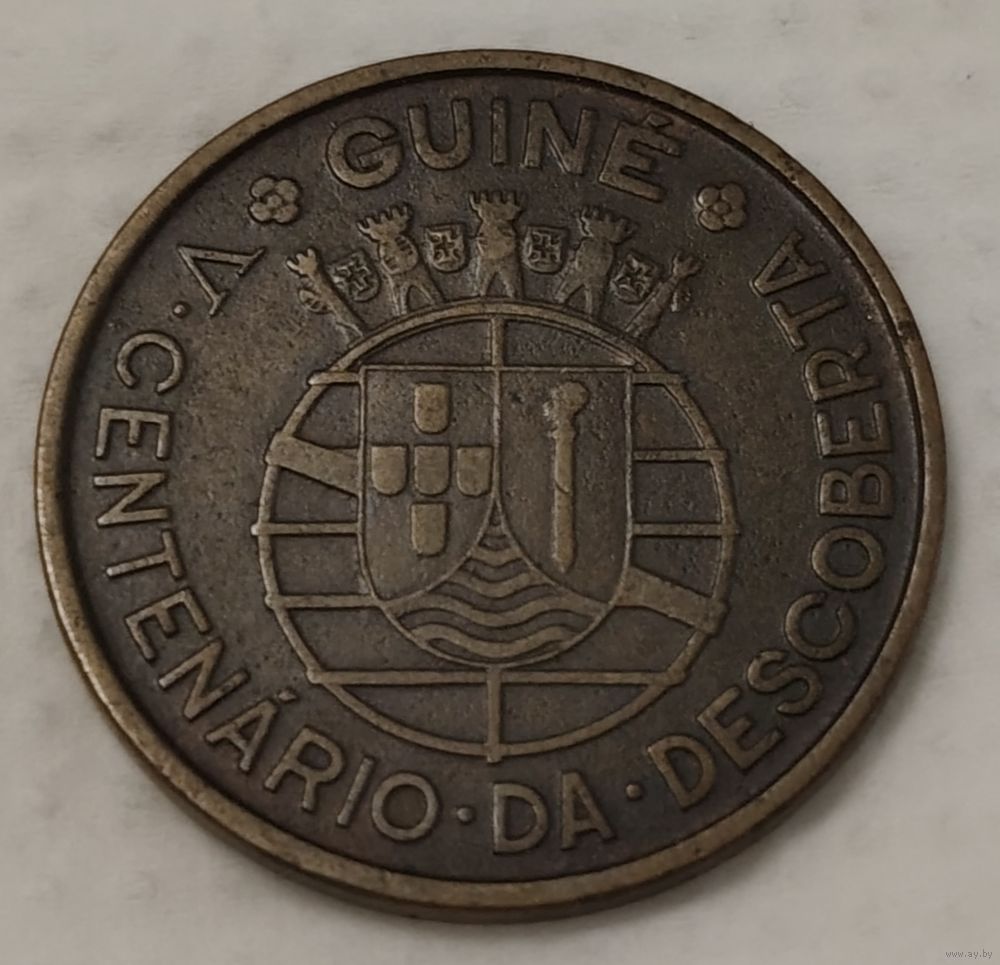 GUINÉ
V · CENTENÁRIO · DA · DESCOBERTA
www.ay.by